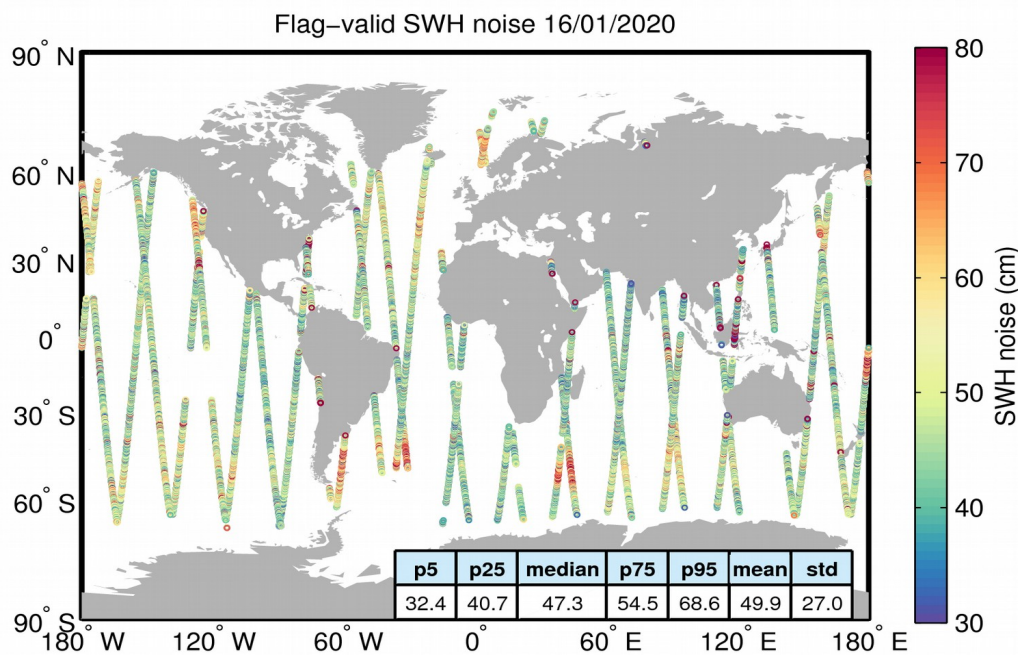 Flag–valid SWH noise 16/01/2020
90° N
60° N
30° N
0°
30° S
60° S
90° S
180° W
120° W
60° W
0°
60° E
120° E
180° E
p5 p25 median p75 p95 mean std
32.4 40.7 47.3 54.5 68.6 49.9 27.0
80
70
60
50
40
30
SWH noise (cm)